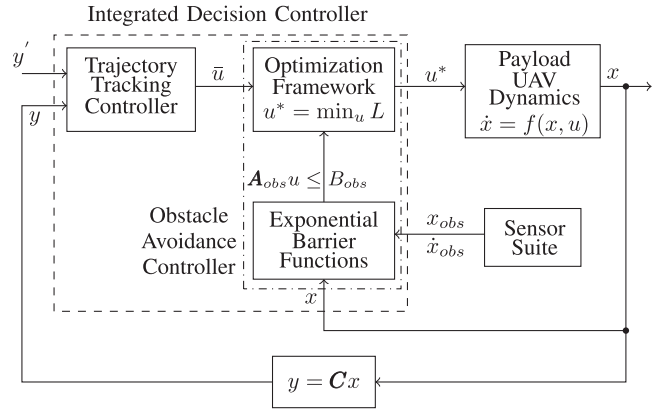 Integrated Decision Controller
y'
y
Trajectory
Tracking
Controller
ū
Optimization
Framework
u* = minᵤ L
u*
Payload
UAV
Dynamics
ẋ = f(x, u)
x
A_obs u ≤ B_obs
Obstacle
Avoidance
Controller
Exponential
Barrier
Functions
x_obs
ẋ_obs
Sensor
Suite
x
y = Cx